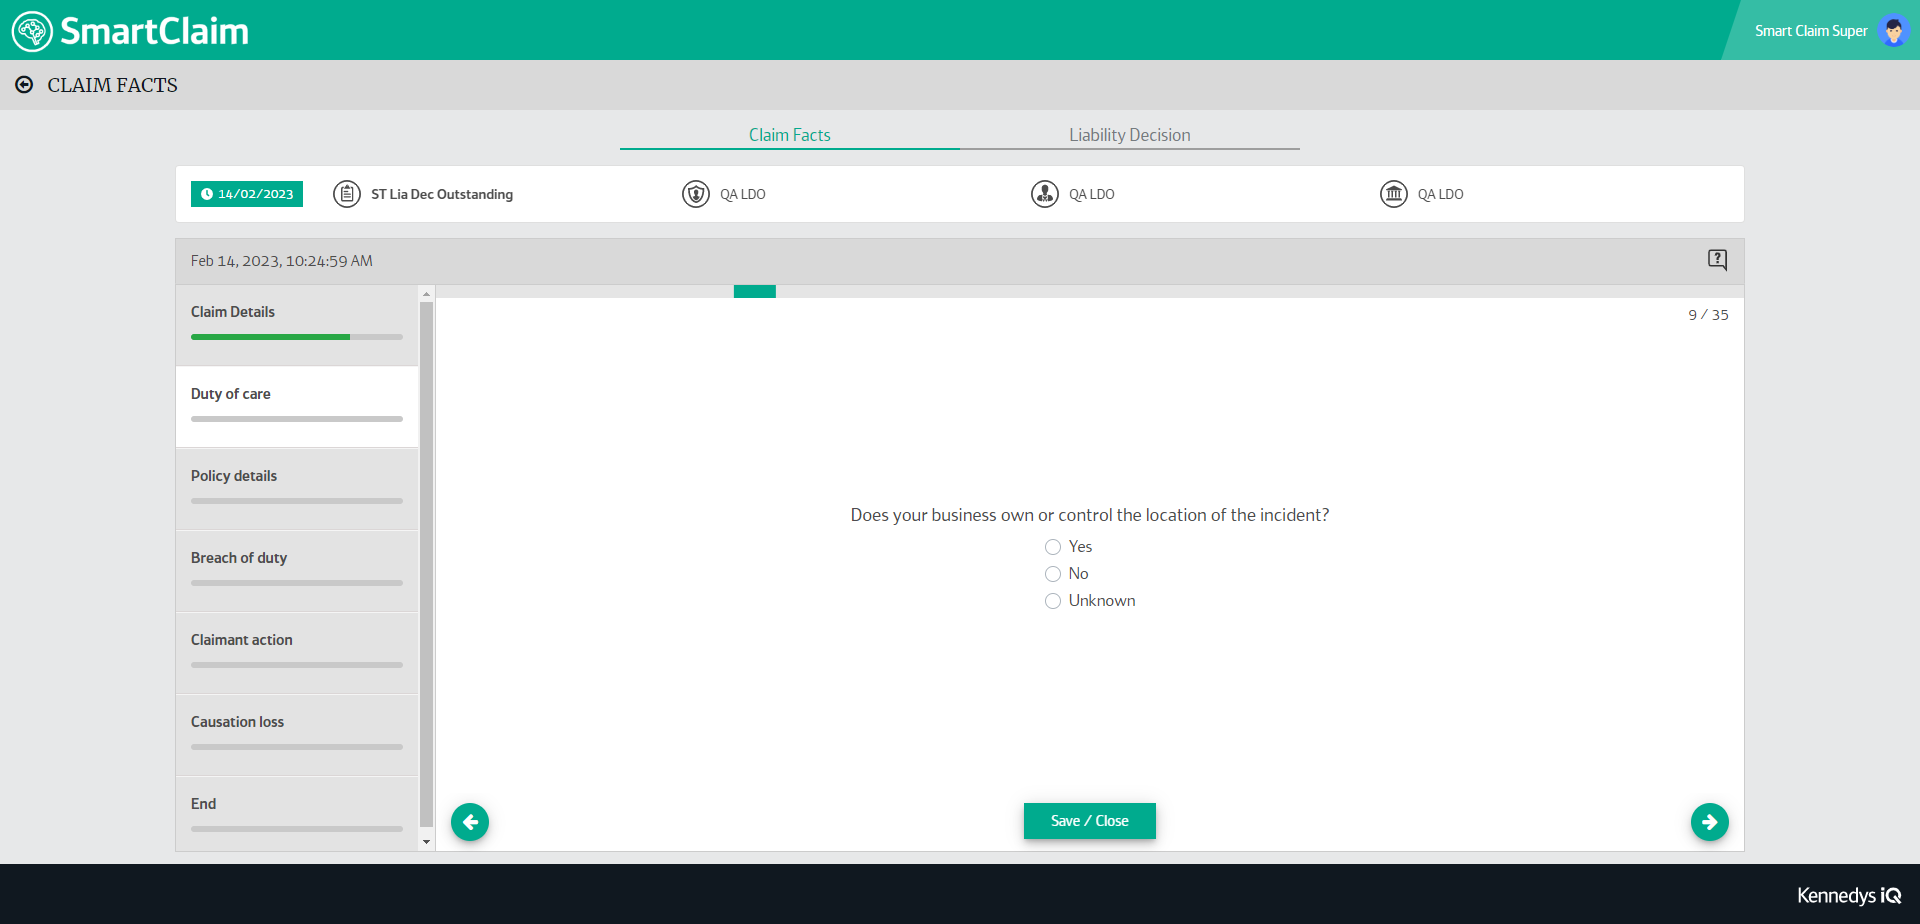 SmartClaim
Smart Claim Super
CLAIM FACTS
Claim Facts
Liability Decision
14/02/2023
ST Lia Dec Outstanding
QA LDO
QA LDO
QA LDO
Feb 14, 2023, 10:24:59 AM
?
Claim Details
9 / 35
Duty of care
Policy details
Breach of duty
Claimant action
Causation loss
End
Does your business own or control the location of the incident?
Yes
No
Unknown
Save / Close
Kennedys iQ